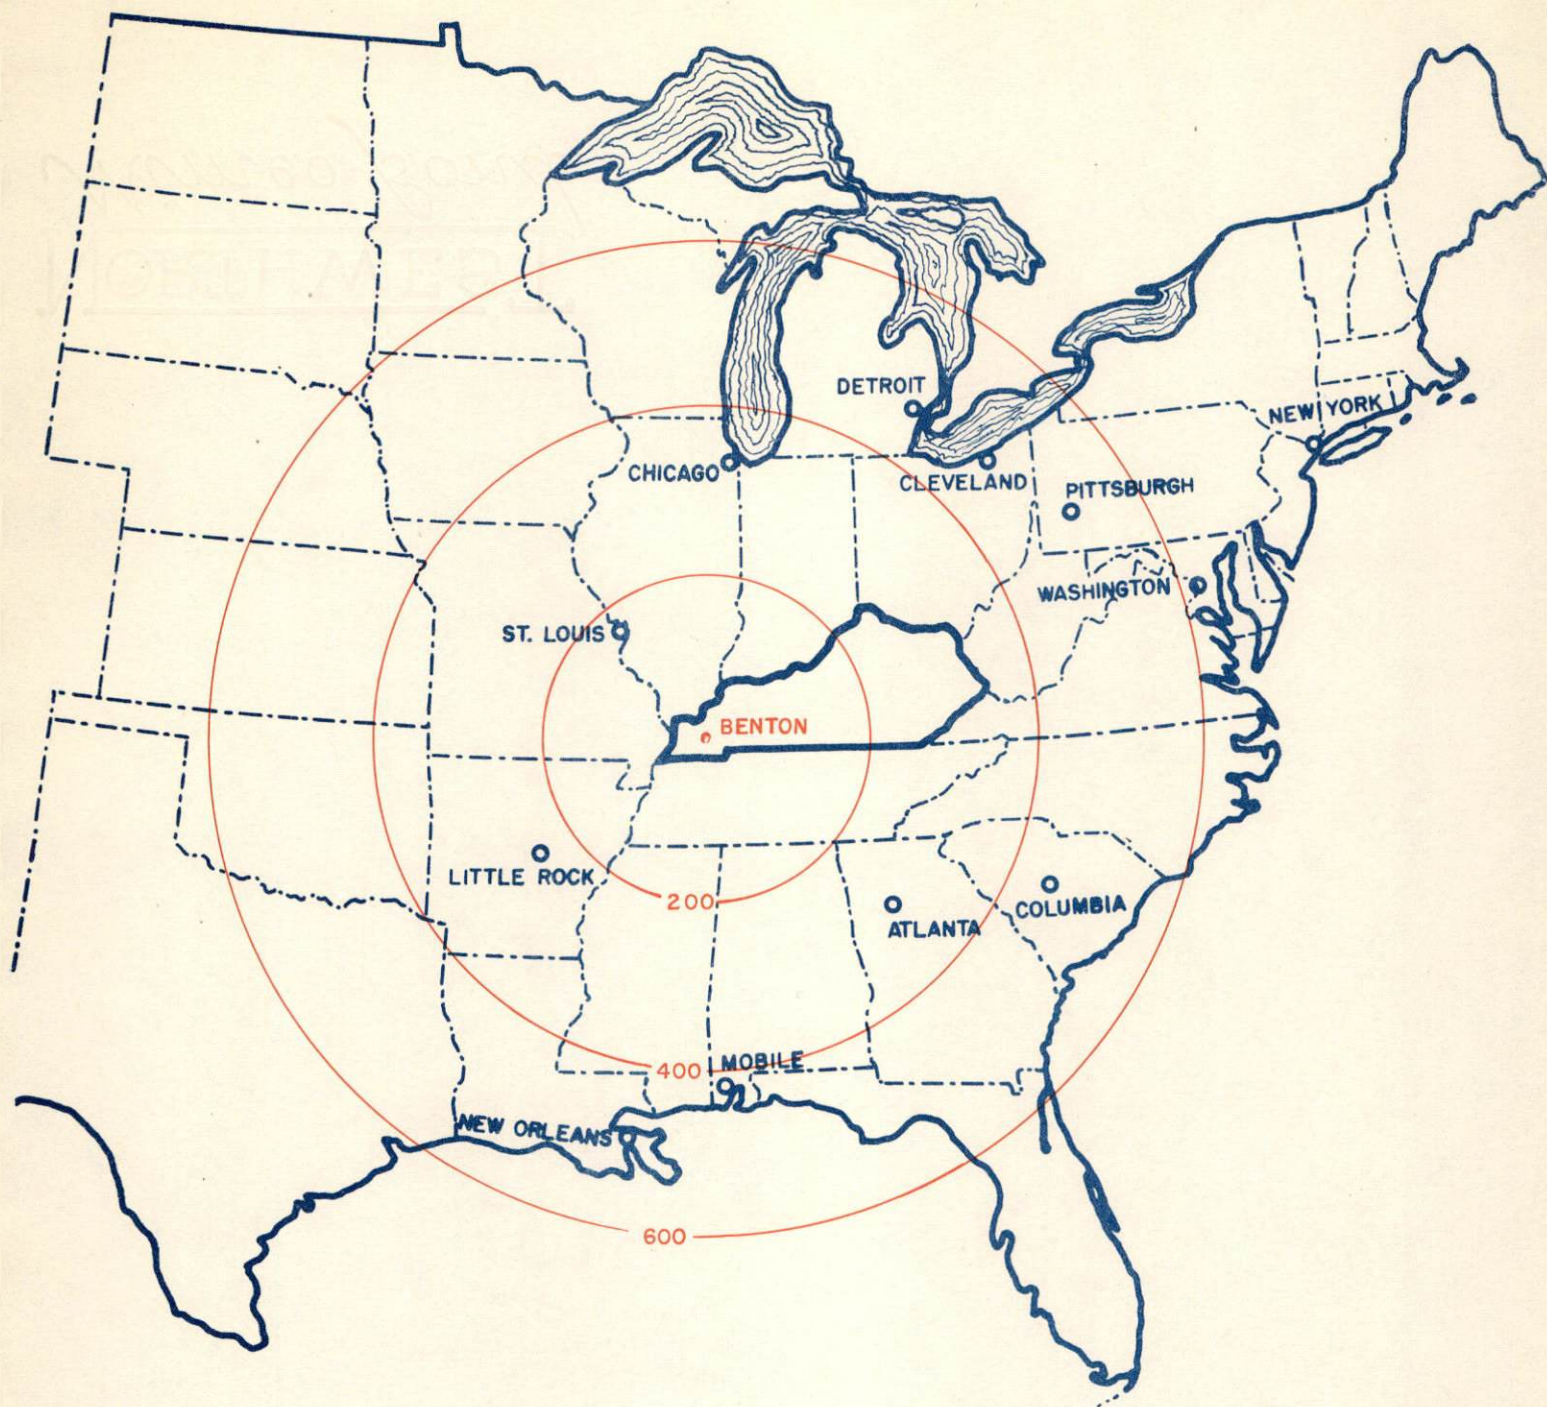 DETROIT
NEW YORK
CHICAGO
CLEVELAND
PITTSBURGH
WASHINGTON
ST. LOUIS
BENTON
LITTLE ROCK
200
ATLANTA
COLUMBIA
400
MOBILE
NEW ORLEANS
600